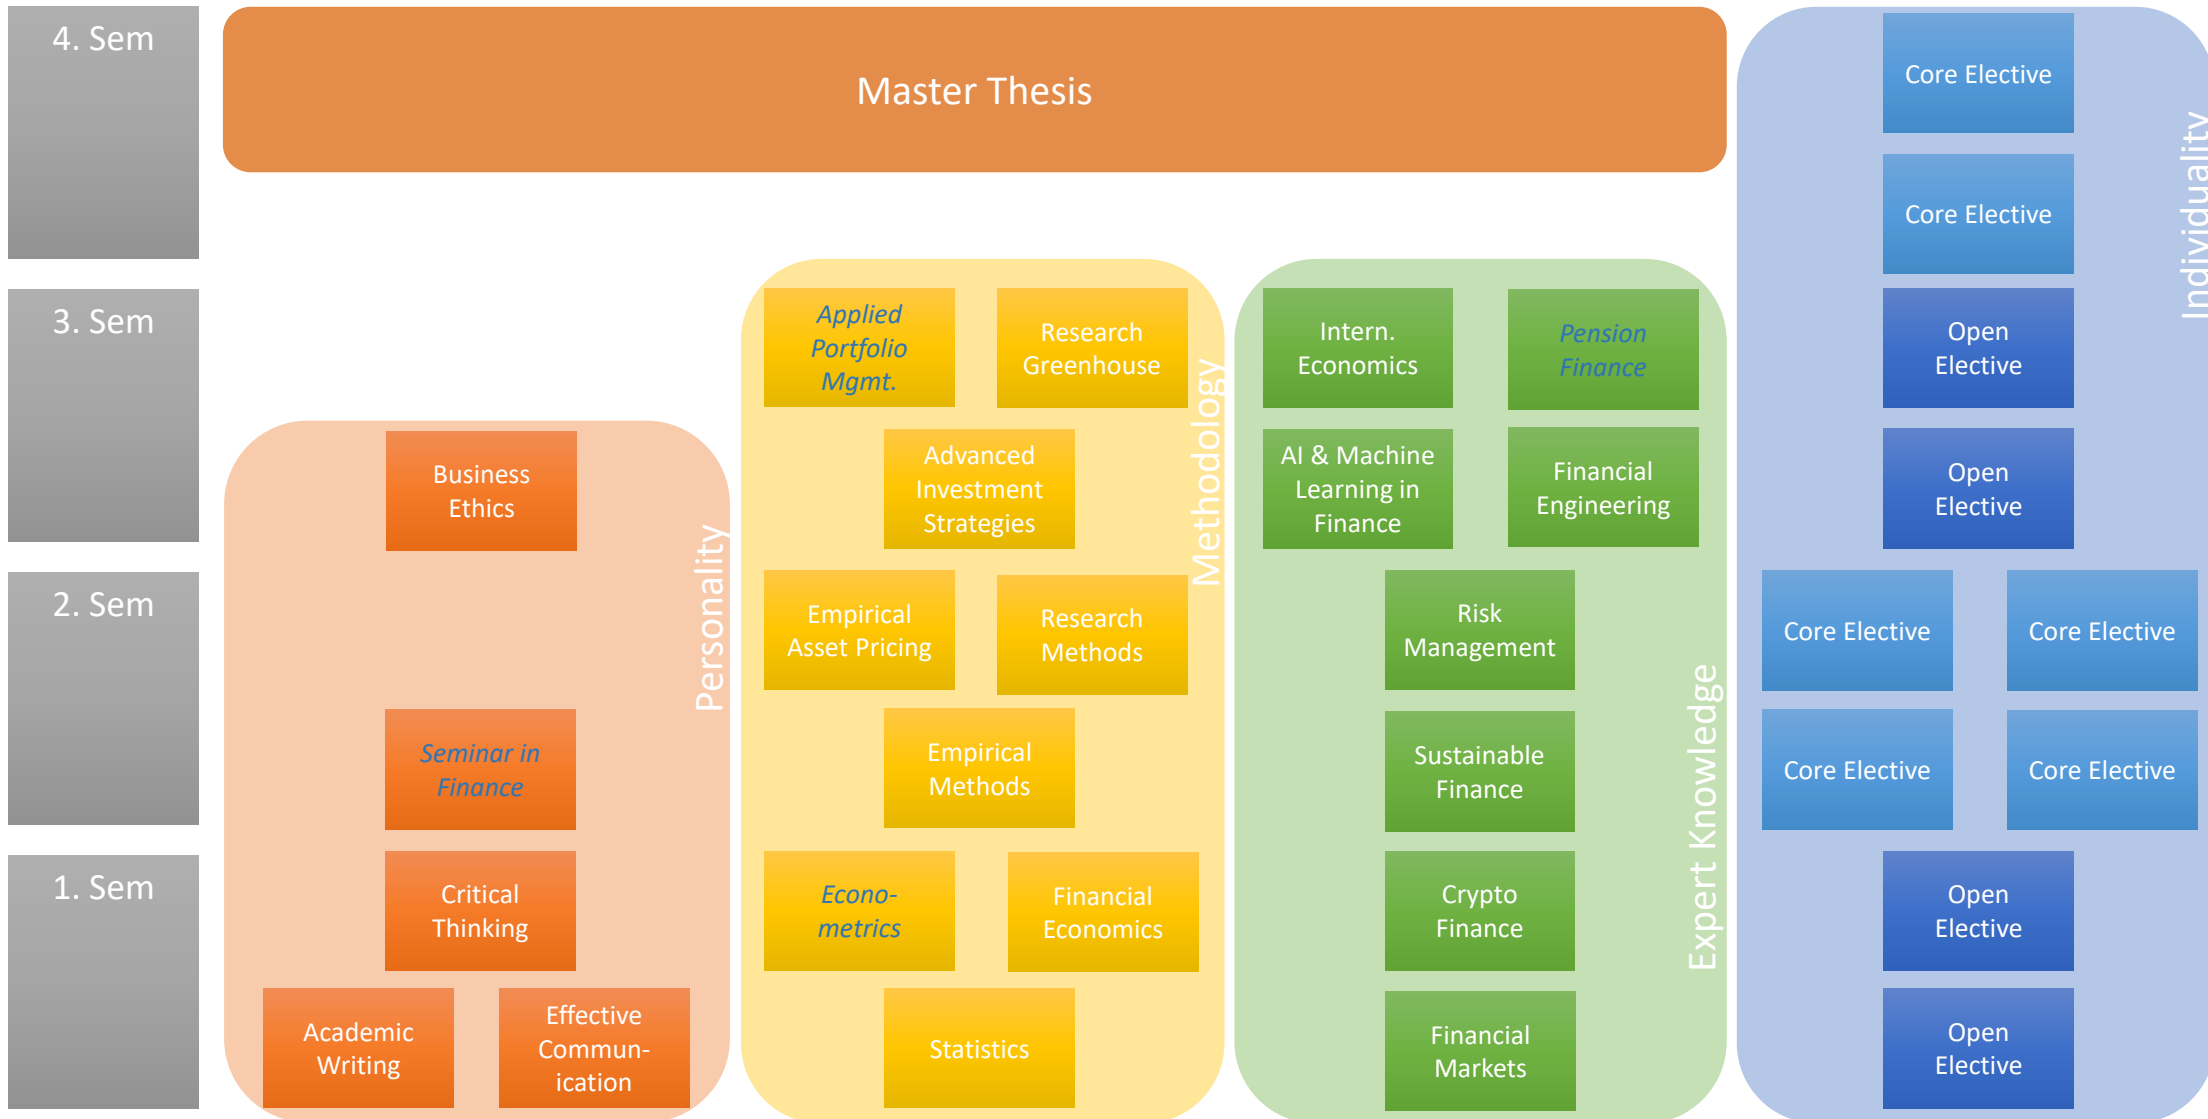 4. Sem
Master Thesis
Core Elective
Core Elective
Individuality
3. Sem
Applied
Portfolio
Mgmt.
Research
Greenhouse
Intern.
Economics
Pension
Finance
Open
Elective
Business
Ethics
Advanced
Investment
Strategies
Methodology
AI & Machine
Learning in
Finance
Financial
Engineering
Open
Elective
2. Sem
Personality
Empirical
Asset Pricing
Research
Methods
Risk
Management
Core Elective
Core Elective
Seminar in
Finance
Empirical
Methods
Sustainable
Finance
Expert Knowledge
Core Elective
Core Elective
1. Sem
Critical
Thinking
Econo-
metrics
Financial
Economics
Crypto
Finance
Open
Elective
Academic
Writing
Effective
Commun-
ication
Statistics
Financial
Markets
Open
Elective